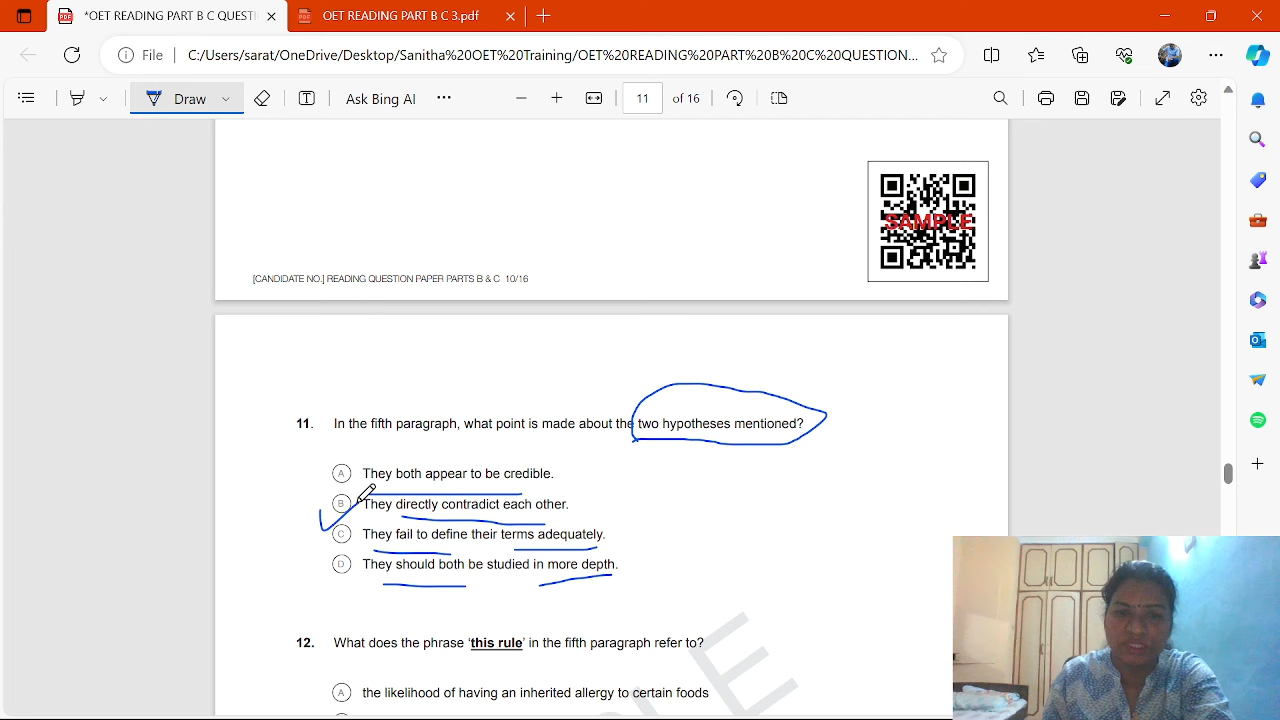 *OET READING PART B C QUESTI
OET READING PART B C 3.pdf
File
C:/Users/sarat/OneDrive/Desktop/Sanitha%20OET%20Training/OET%20READING%20PART%20B%20C%20QUESTION...
Draw
Ask Bing AI
11 of 16
SAMPLE
[CANDIDATE NO.] READING QUESTION PAPER PARTS B & C 10/16
11. In the fifth paragraph, what point is made about the two hypotheses mentioned?
A They both appear to be credible.
B They directly contradict each other.
C They fail to define their terms adequately.
D They should both be studied in more depth.
12. What does the phrase ‘this rule’ in the fifth paragraph refer to?
A the likelihood of having an inherited allergy to certain foods